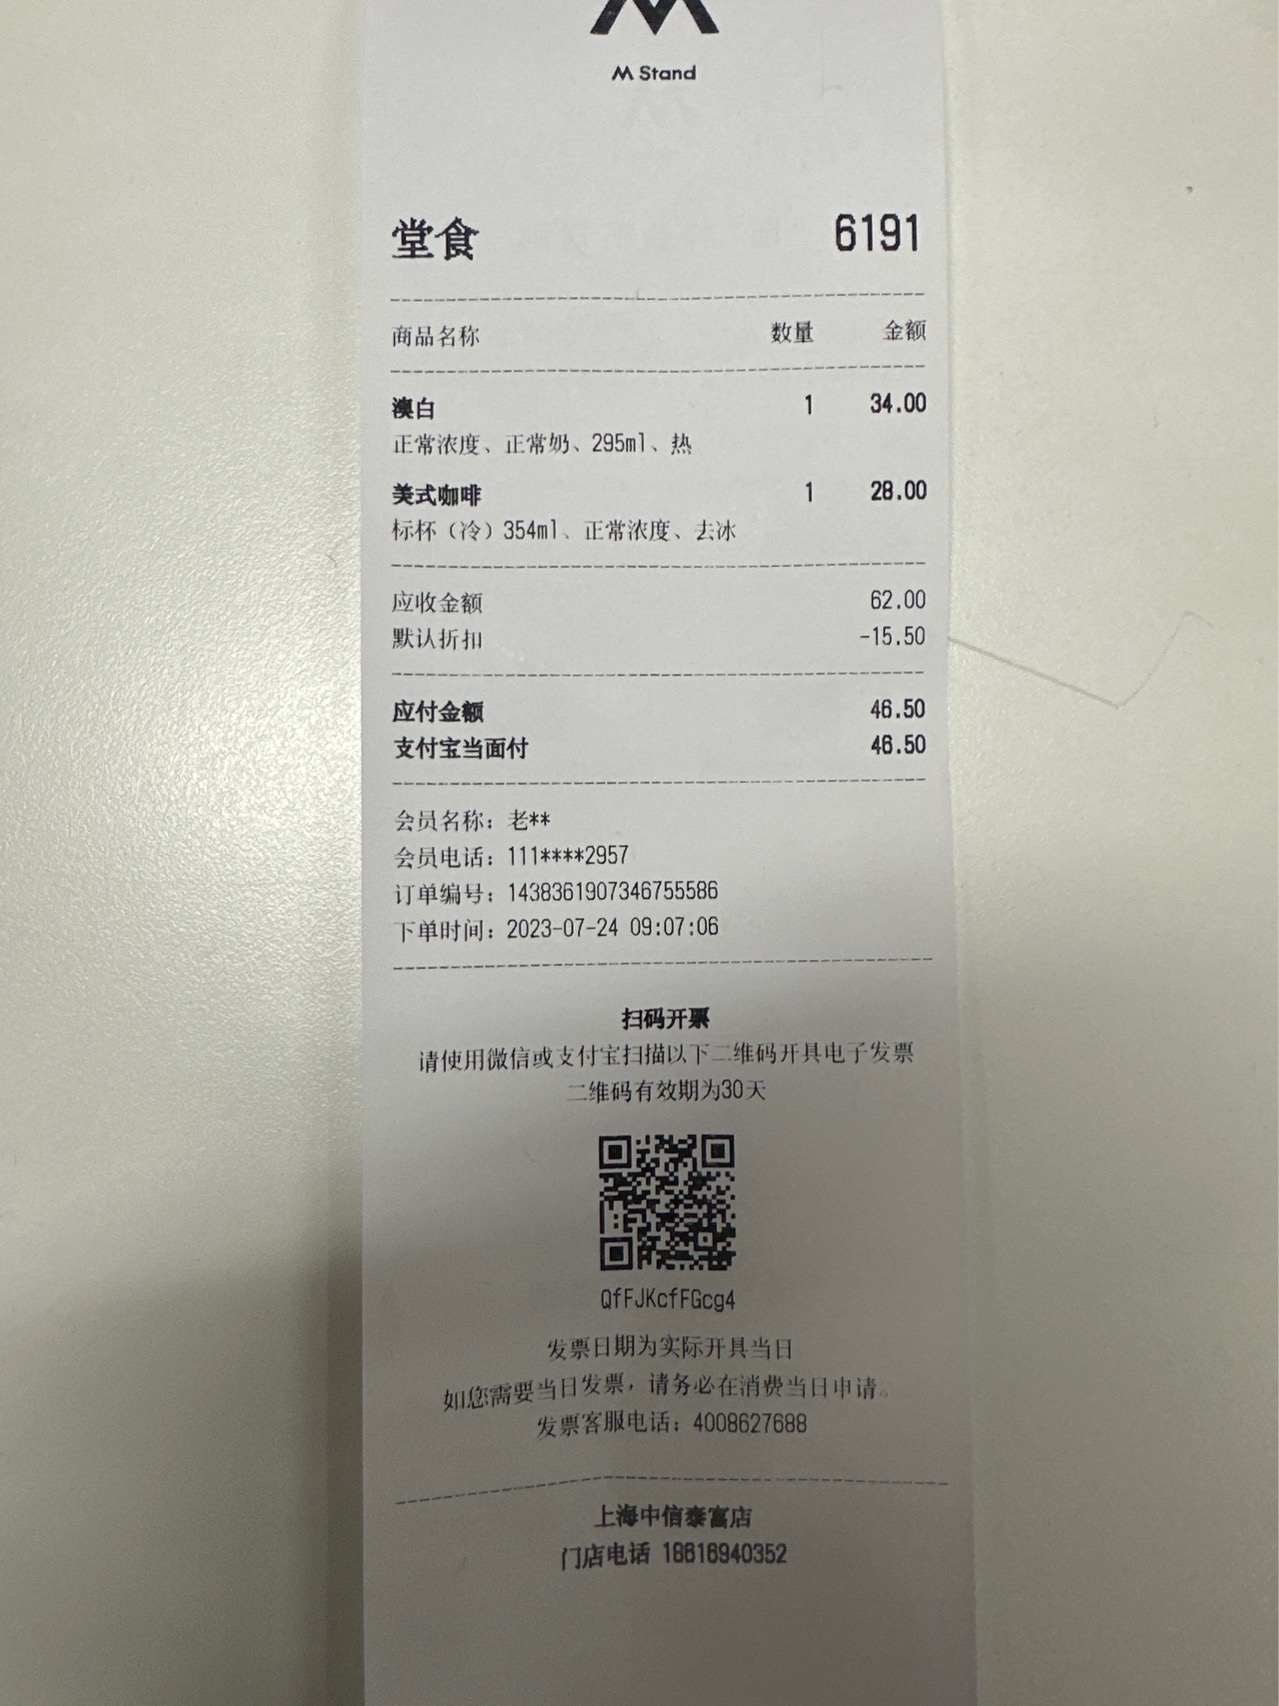 M Stand
堂食 6191
商品名称 数量 金额
澳白 1 34.00
正常浓度、正常奶、295ml、热
美式咖啡 1 28.00
标杯（冷）354ml、正常浓度、去冰
应收金额 62.00
默认折扣 -15.50
应付金额 46.50
支付宝当面付 46.50
会员名称：老**
会员电话：111****2957
订单编号：1438361907346755586
下单时间：2023-07-24 09:07:06
扫码开票
请使用微信或支付宝扫描以下二维码开具电子发票
二维码有效期为30天
QfFJKcfFGcg4
发票日期为实际开具当日
如您需要当日发票，请务必在消费当日申请。
发票客服电话：4008627688
上海中信泰富店
门店电话 18616940352